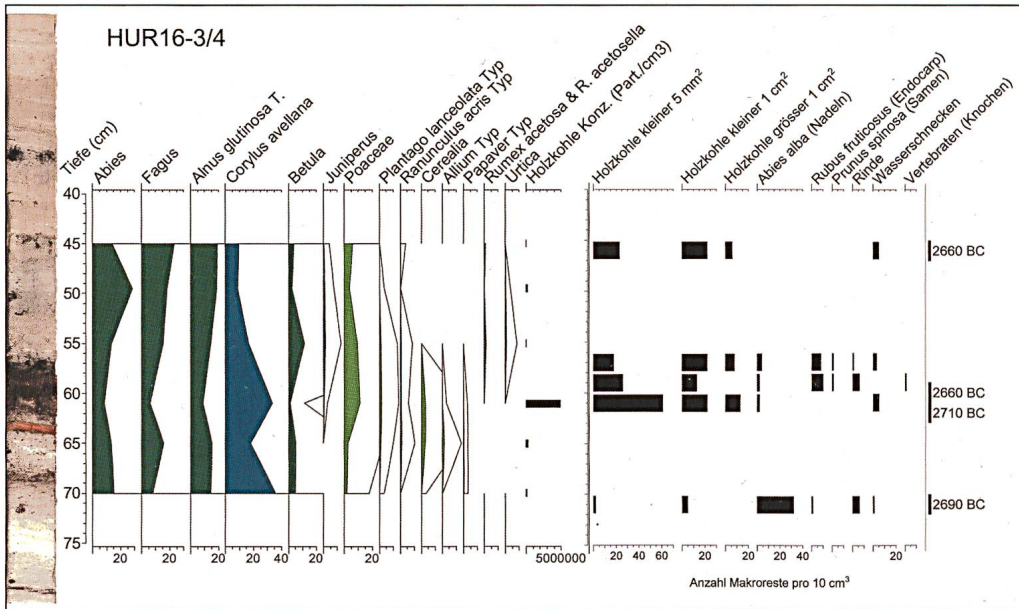 HUR16-3/4
Tiefe (cm)
Abies
Fagus
Alnus glutinosa T.
Corylus avellana
Betula
Juniperus
Poaceae
Plantago lanceolata Typ
Ranunculus acris Typ
Cerealia
Allium Typ
Papaver Typ
Rumex acetosa & R. acetosella
Urtica
Holzkohle Konz. (Part./cm3)
Holzkohle kleiner 5 mm²
Holzkohle kleiner 1 cm²
Holzkohle grösser 1 cm²
Abies alba (Nadeln)
Rubus fruticosus (Endocarp)
Prunus spinosa (Samen)
Rinde
Wasserschnecken
Vertebraten (Knochen)
40
45
50
55
60
65
70
75
2660 BC
2660 BC
2710 BC
2690 BC
20 20 20 20 40 20 20 5000000
20 40 60 20 20 20 40 20
Anzahl Makroreste pro 10 cm³